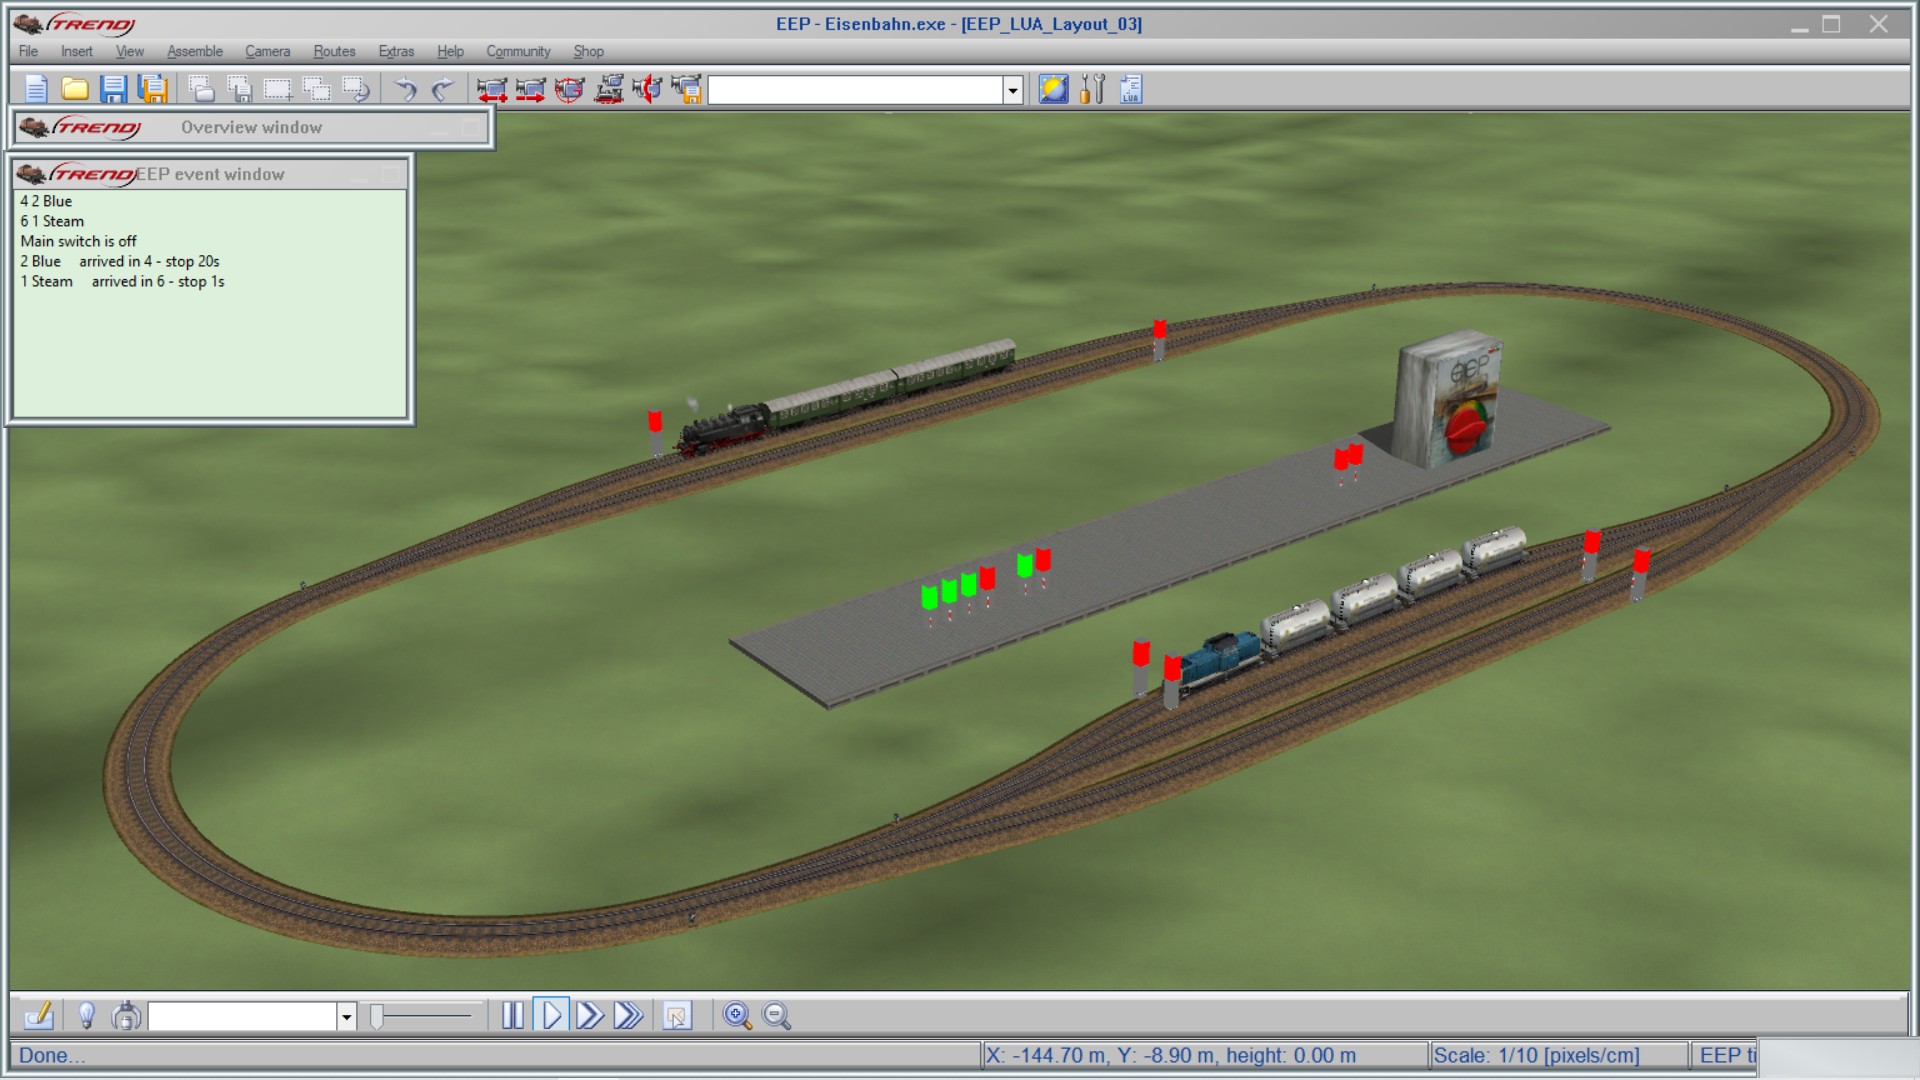 TREND
EEP - Eisenbahn.exe - [EEP_LUA_Layout_03]
File Insert View Assemble Camera Routes Extras Help Community Shop
LUA
TREND Overview window
TREND EEP event window
4 2 Blue
6 1 Steam
Main switch is off
2 Blue arrived in 4 - stop 20s
1 Steam arrived in 6 - stop 1s
EEP
Done...
X: -144.70 m, Y: -8.90 m, height: 0.00 m
Scale: 1/10 [pixels/cm]
EEP ti